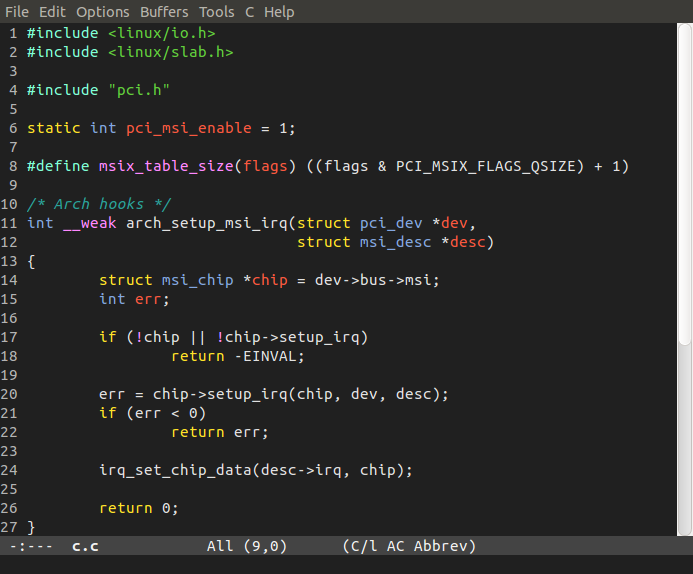 File Edit Options Buffers Tools C Help
1 #include <linux/io.h>
2 #include <linux/slab.h>
3
4 #include "pci.h"
5
6 static int pci_msi_enable = 1;
7
8 #define msix_table_size(flags) ((flags & PCI_MSIX_FLAGS_QSIZE) + 1)
9
10 /* Arch hooks */
11 int __weak arch_setup_msi_irq(struct pci_dev *dev,
12                               struct msi_desc *desc)
13 {
14         struct msi_chip *chip = dev->bus->msi;
15         int err;
16
17         if (!chip || !chip->setup_irq)
18                 return -EINVAL;
19
20         err = chip->setup_irq(chip, dev, desc);
21         if (err < 0)
22                 return err;
23
24         irq_set_chip_data(desc->irq, chip);
25
26         return 0;
27 }
-:--- c.c All (9,0) (C/l AC Abbrev)